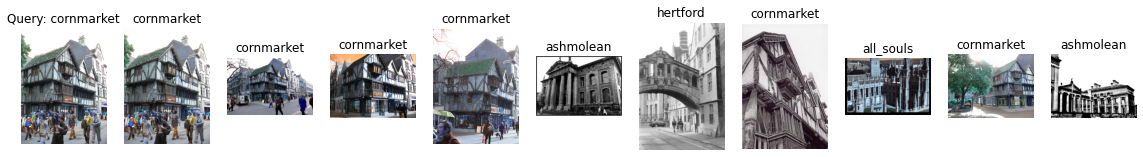 Query: cornmarket
cornmarket
cornmarket
cornmarket
cornmarket
ashmolean
hertford
cornmarket
all_souls
cornmarket
ashmolean